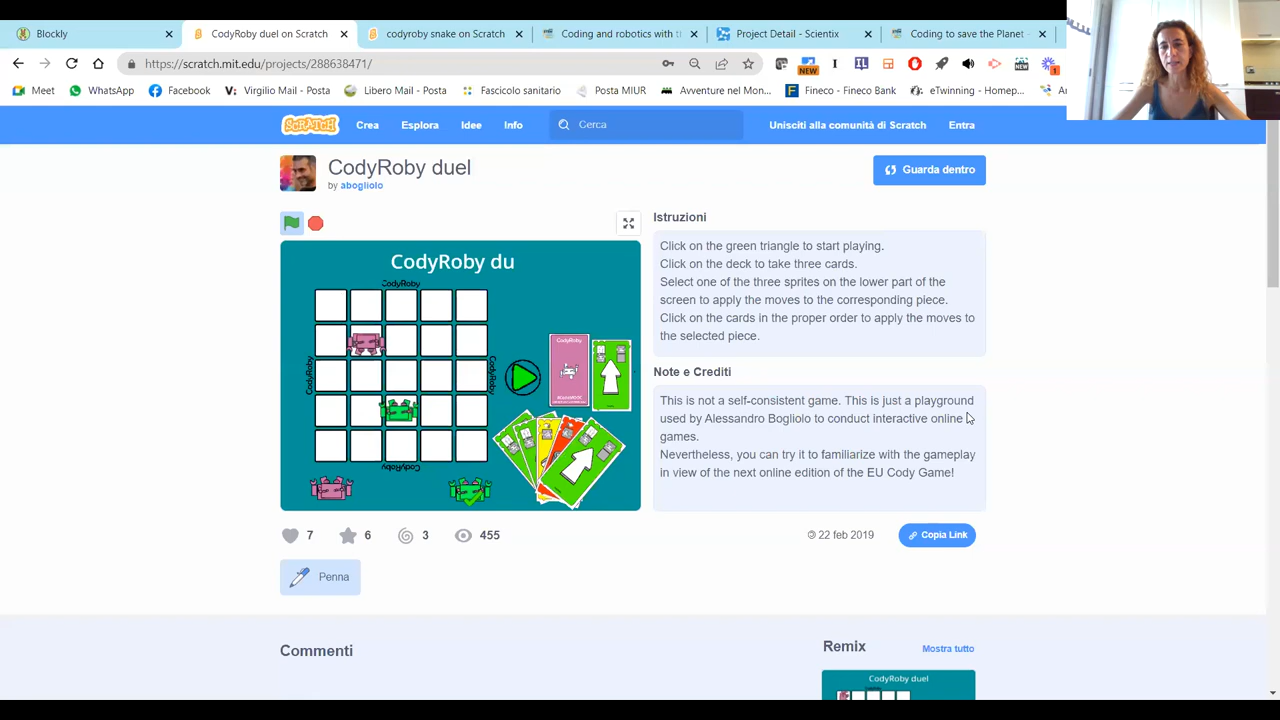 Blockly
CodyRoby duel on Scratch
codyroby snake on Scratch
Coding and robotics with ti
Project Detail - Scientix
Coding to save the Planet -
https://scratch.mit.edu/projects/288638471/
NEW
IL
NEW
1
Meet
WhatsApp
Facebook
Virgilio Mail - Posta
Libero Mail - Posta
Fascicolo sanitario
Posta MIUR
Avventure nel Mon...
Fineco - Fineco Bank
eTwinning - Homep...
SCRATCH
Crea
Esplora
Idee
Info
Cerca
Unisciti alla comunità di Scratch
Entra
CodyRoby duel
by abogliolo
Guarda dentro
CodyRoby du
CodyRoby
CodyRoby
CodyRoby
CodyRoby
CodyRoby
Istruzioni
Click on the green triangle to start playing.
Click on the deck to take three cards.
Select one of the three sprites on the lower part of the
screen to apply the moves to the corresponding piece.
Click on the cards in the proper order to apply the moves to
the selected piece.
Note e Crediti
This is not a self-consistent game. This is just a playground
used by Alessandro Bogliolo to conduct interactive online
games.
Nevertheless, you can try it to familiarize with the gameplay
in view of the next online edition of the EU Cody Game!
7
6
3
455
© 22 feb 2019
Copia Link
Penna
Commenti
Remix
Mostra tutto
CodyRoby duel